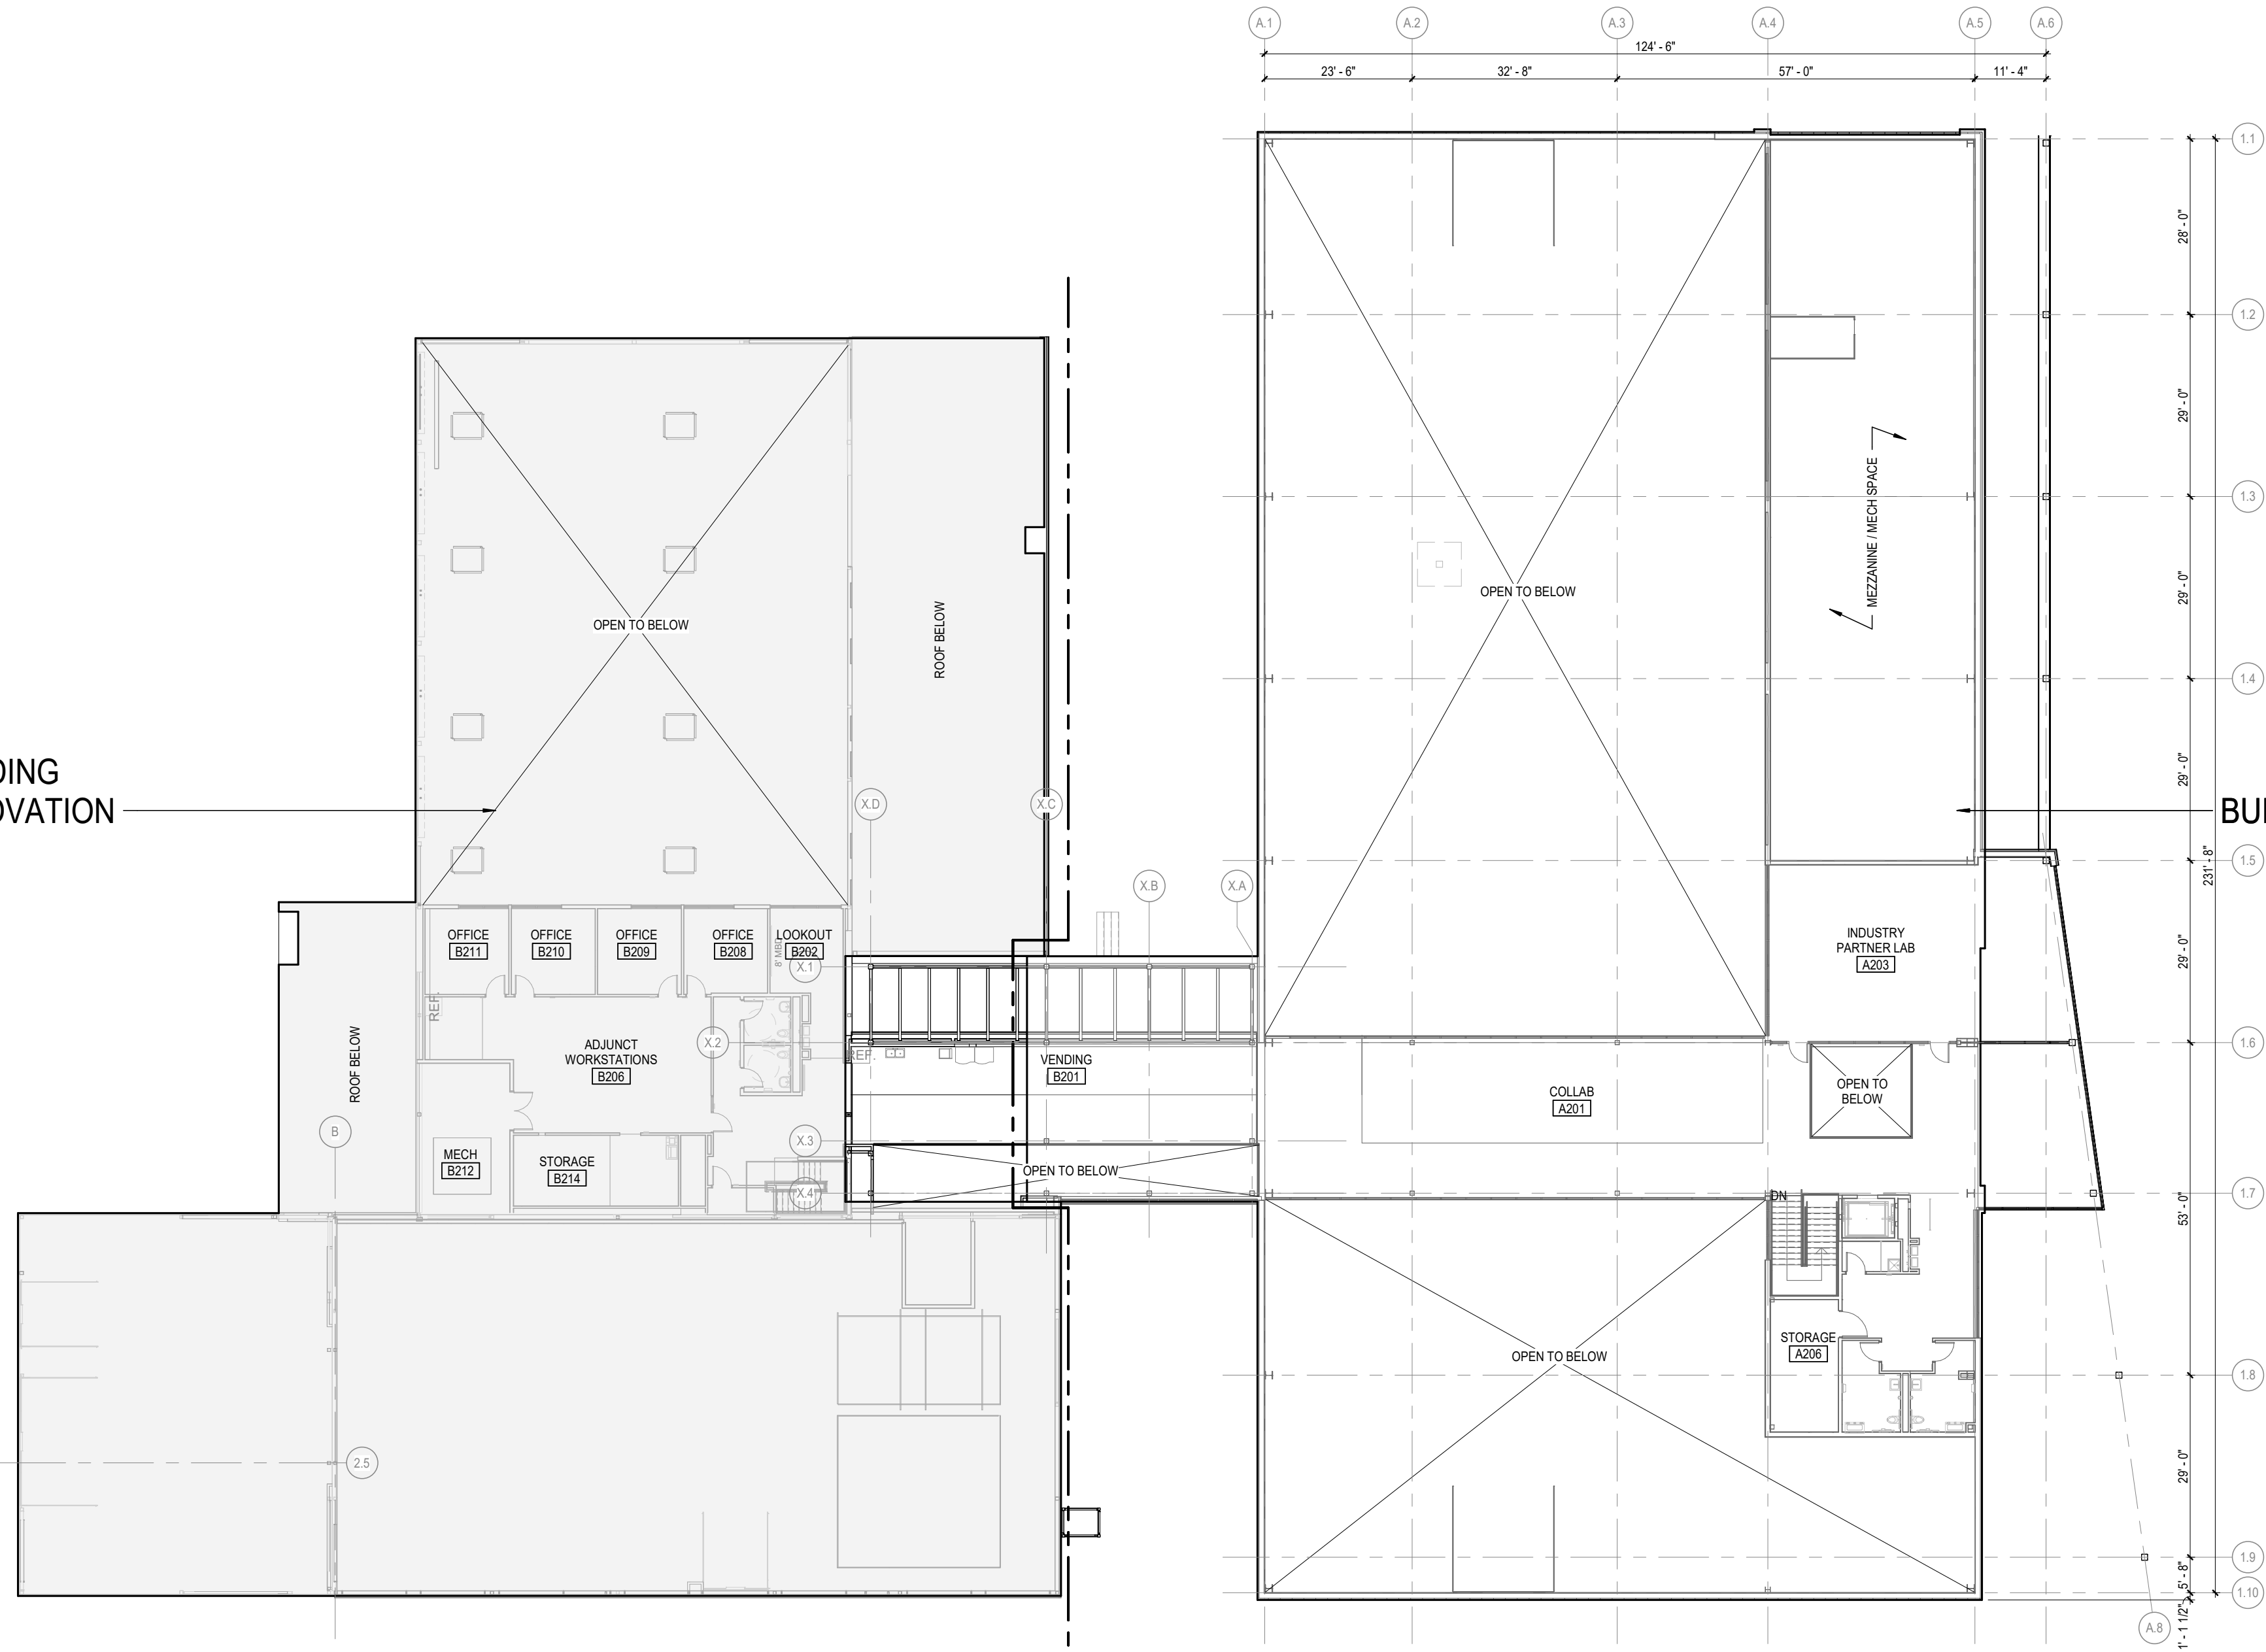 A.1
A.2
A.3
A.4
A.5
A.6
124' - 6"
23' - 6"
32' - 8"
57' - 0"
11' - 4"
1.1
28' - 0"
1.2
29' - 0"
1.3
29' - 0"
1.4
29' - 0"
1.5
231' - 8"
29' - 0"
1.6
1.7
53' - 0"
1.8
29' - 0"
1.9
5' - 8"
1.10
1' - 1 1/2"
A.8
OPEN TO BELOW
ROOF BELOW
OPEN TO BELOW
MEZZANINE / MECH SPACE
DING
OVATION
BUI
X.D
X.C
X.B
X.A
OFFICE
B211
OFFICE
B210
OFFICE
B209
OFFICE
B208
8' MBD
LOOKOUT
B202
X.1
INDUSTRY
PARTNER LAB
A203
REF.
ROOF BELOW
ADJUNCT
WORKSTATIONS
B206
X.2
REF.
VENDING
B201
COLLAB
A201
OPEN TO
BELOW
B
MECH
B212
STORAGE
B214
X.3
X.4
OPEN TO BELOW
DN
STORAGE
A206
OPEN TO BELOW
2.5